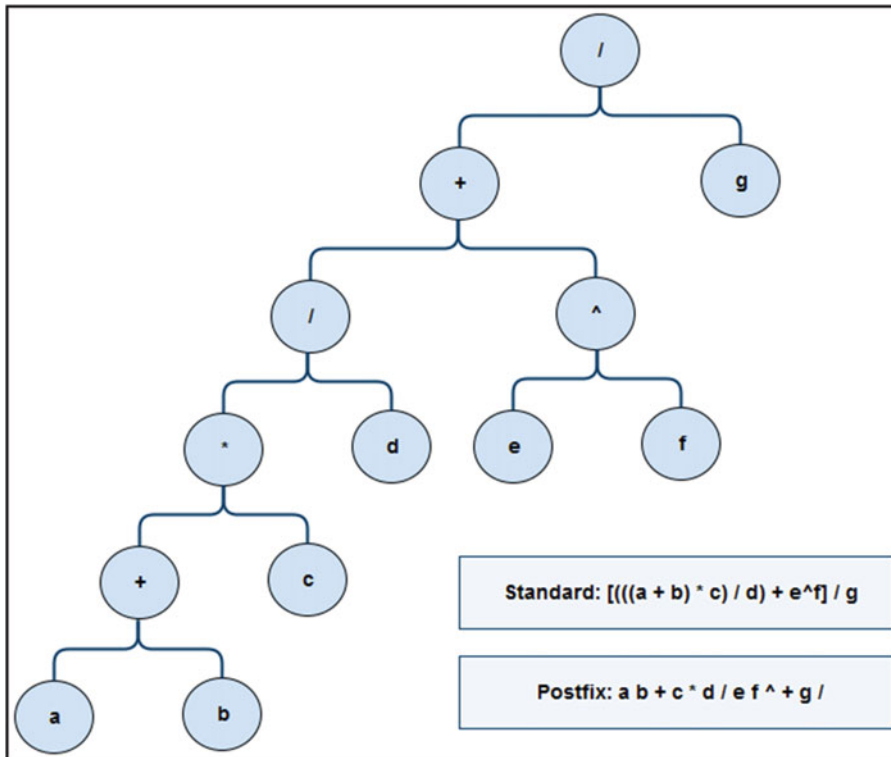 /
+
g
/
^
*
d
e
f
+
c
a
b
Standard: [(((a + b) * c) / d) + e^f] / g
Postfix: a b + c * d / e f ^ + g /